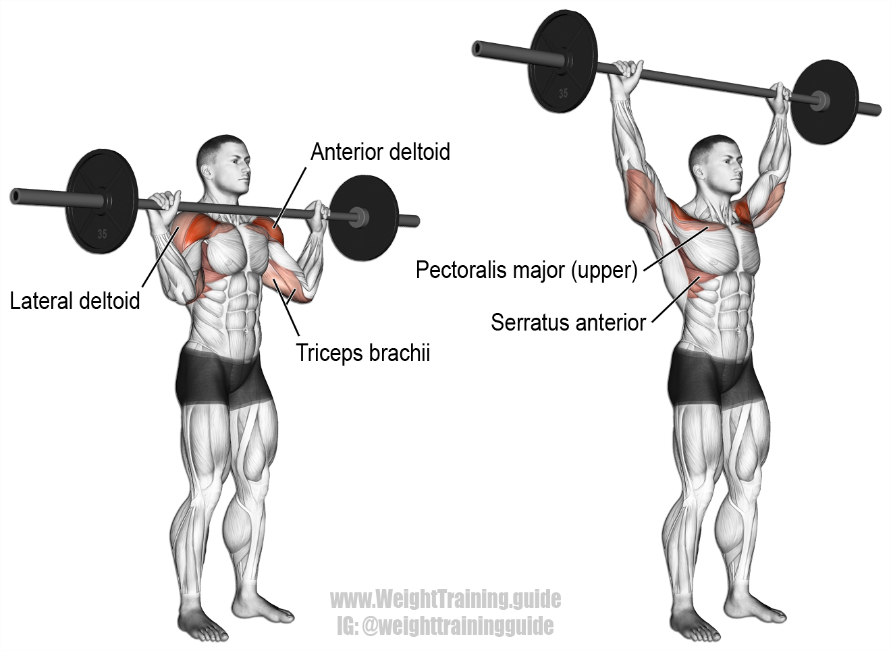 Anterior deltoid
Lateral deltoid
Triceps brachii
Pectoralis major (upper)
Serratus anterior
35
35
www.WeightTraining.guide
IG: @weighttrainingguide